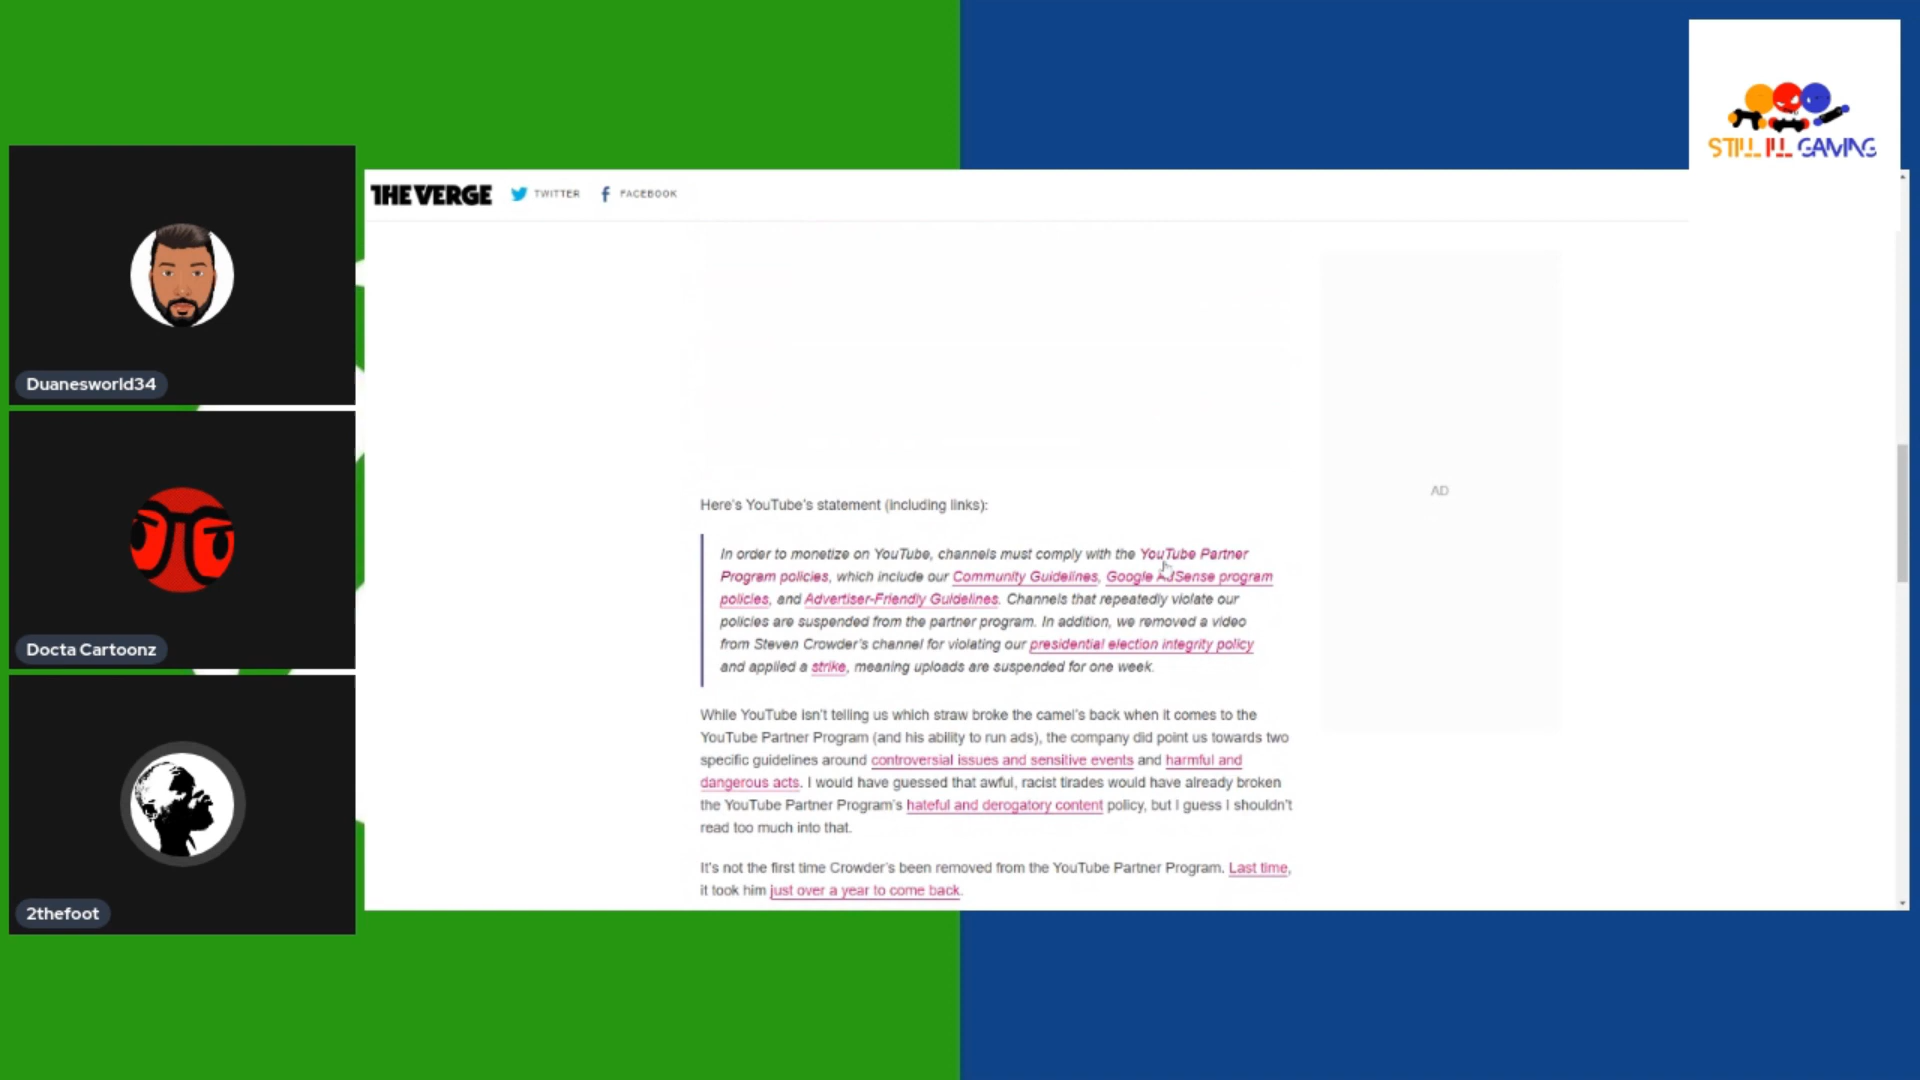 STILL ILL GAMING
THE VERGE TWITTER FACEBOOK
Duanesworld34
Docta Cartoonz
2thefoot
AD
Here's YouTube's statement (including links):
In order to monetize on YouTube, channels must comply with the YouTube Partner
Program policies, which include our Community Guidelines, Google AdSense program
policies, and Advertiser-Friendly Guidelines. Channels that repeatedly violate our
policies are suspended from the partner program. In addition, we removed a video
from Steven Crowder's channel for violating our presidential election integrity policy
and applied a strike, meaning uploads are suspended for one week.
While YouTube isn't telling us which straw broke the camel's back when it comes to the
YouTube Partner Program (and his ability to run ads), the company did point us towards two
specific guidelines around controversial issues and sensitive events and harmful and
dangerous acts. I would have guessed that awful, racist tirades would have already broken
the YouTube Partner Program's hateful and derogatory content policy, but I guess I shouldn't
read too much into that.
It's not the first time Crowder's been removed from the YouTube Partner Program. Last time,
it took him just over a year to come back.